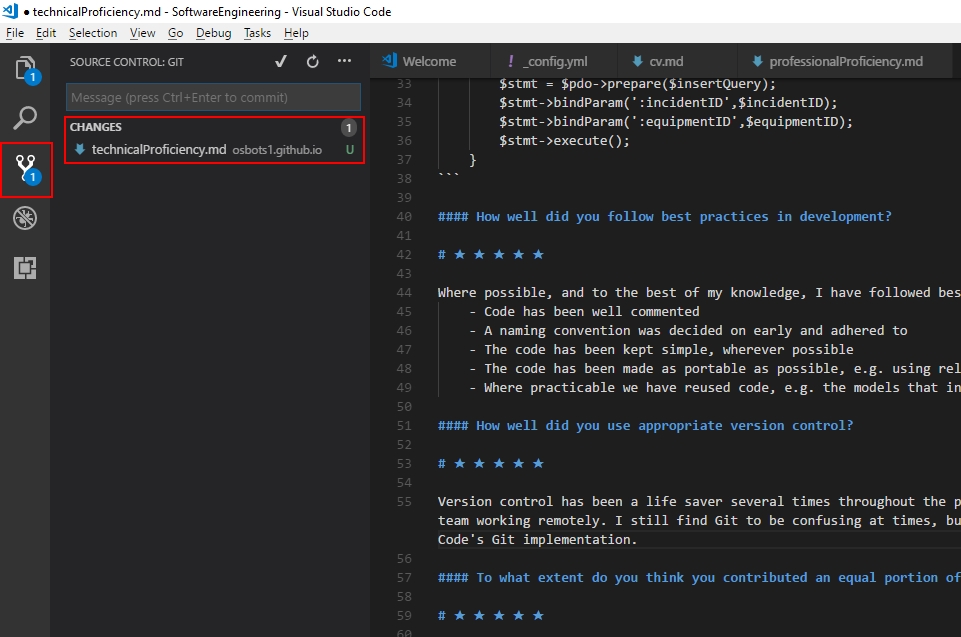 ● technicalProficiency.md - SoftwareEngineering - Visual Studio Code
File Edit Selection View Go Debug Tasks Help
SOURCE CONTROL: GIT
Message (press Ctrl+Enter to commit)
CHANGES 1
technicalProficiency.md osbots1.github.io U
1
1
Welcome ! _config.yml cv.md professionalProficiency.md
33 $stmt = $pdo->prepare($insertQuery);
34 $stmt->bindParam(':incidentID',$incidentID);
35 $stmt->bindParam(':equipmentID',$equipmentID);
36 $stmt->execute();
37 }
38 ```
39
40 #### How well did you follow best practices in development?
41
42 # ★ ★ ★ ★ ★
43
44 Where possible, and to the best of my knowledge, I have followed bes
45 - Code has been well commented
46 - A naming convention was decided on early and adhered to
47 - The code has been kept simple, wherever possible
48 - The code has been made as portable as possible, e.g. using rel
49 - Where practicable we have reused code, e.g. the models that in
50
51 #### How well did you use appropriate version control?
52
53 # ★ ★ ★ ★ ★
54
55 Version control has been a life saver several times throughout the p
team working remotely. I still find Git to be confusing at times, bu
Code's Git implementation.
56
57 #### To what extent do you think you contributed an equal portion of
58
59 # ★ ★ ★ ★ ★
60